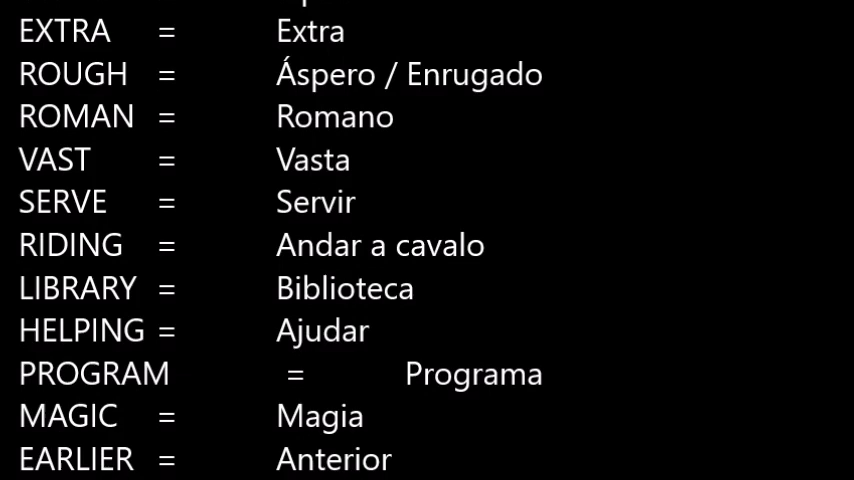 EXTRA = Extra
ROUGH = Áspero / Enrugado
ROMAN = Romano
VAST = Vasta
SERVE = Servir
RIDING = Andar a cavalo
LIBRARY = Biblioteca
HELPING = Ajudar
PROGRAM = Programa
MAGIC = Magia
EARLIER = Anterior